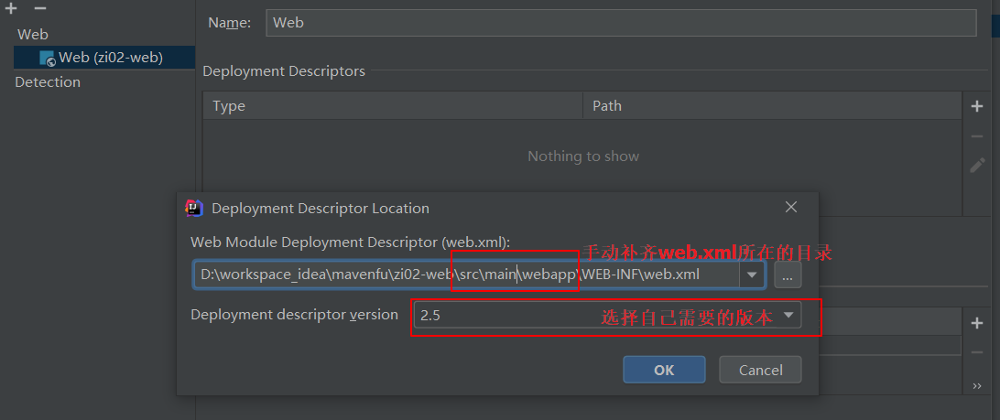 Web
Web (zi02-web)
Detection
Name:
Web
Deployment Descriptors
Type
Path
Nothing to show
Deployment Descriptor Location
Web Module Deployment Descriptor (web.xml):
手动补齐web.xml所在的目录
D:\workspace_idea\mavenfu\zi02-web\src\main\webapp\WEB-INF\web.xml
...
Deployment descriptor version
2.5
选择自己需要的版本
OK
Cancel